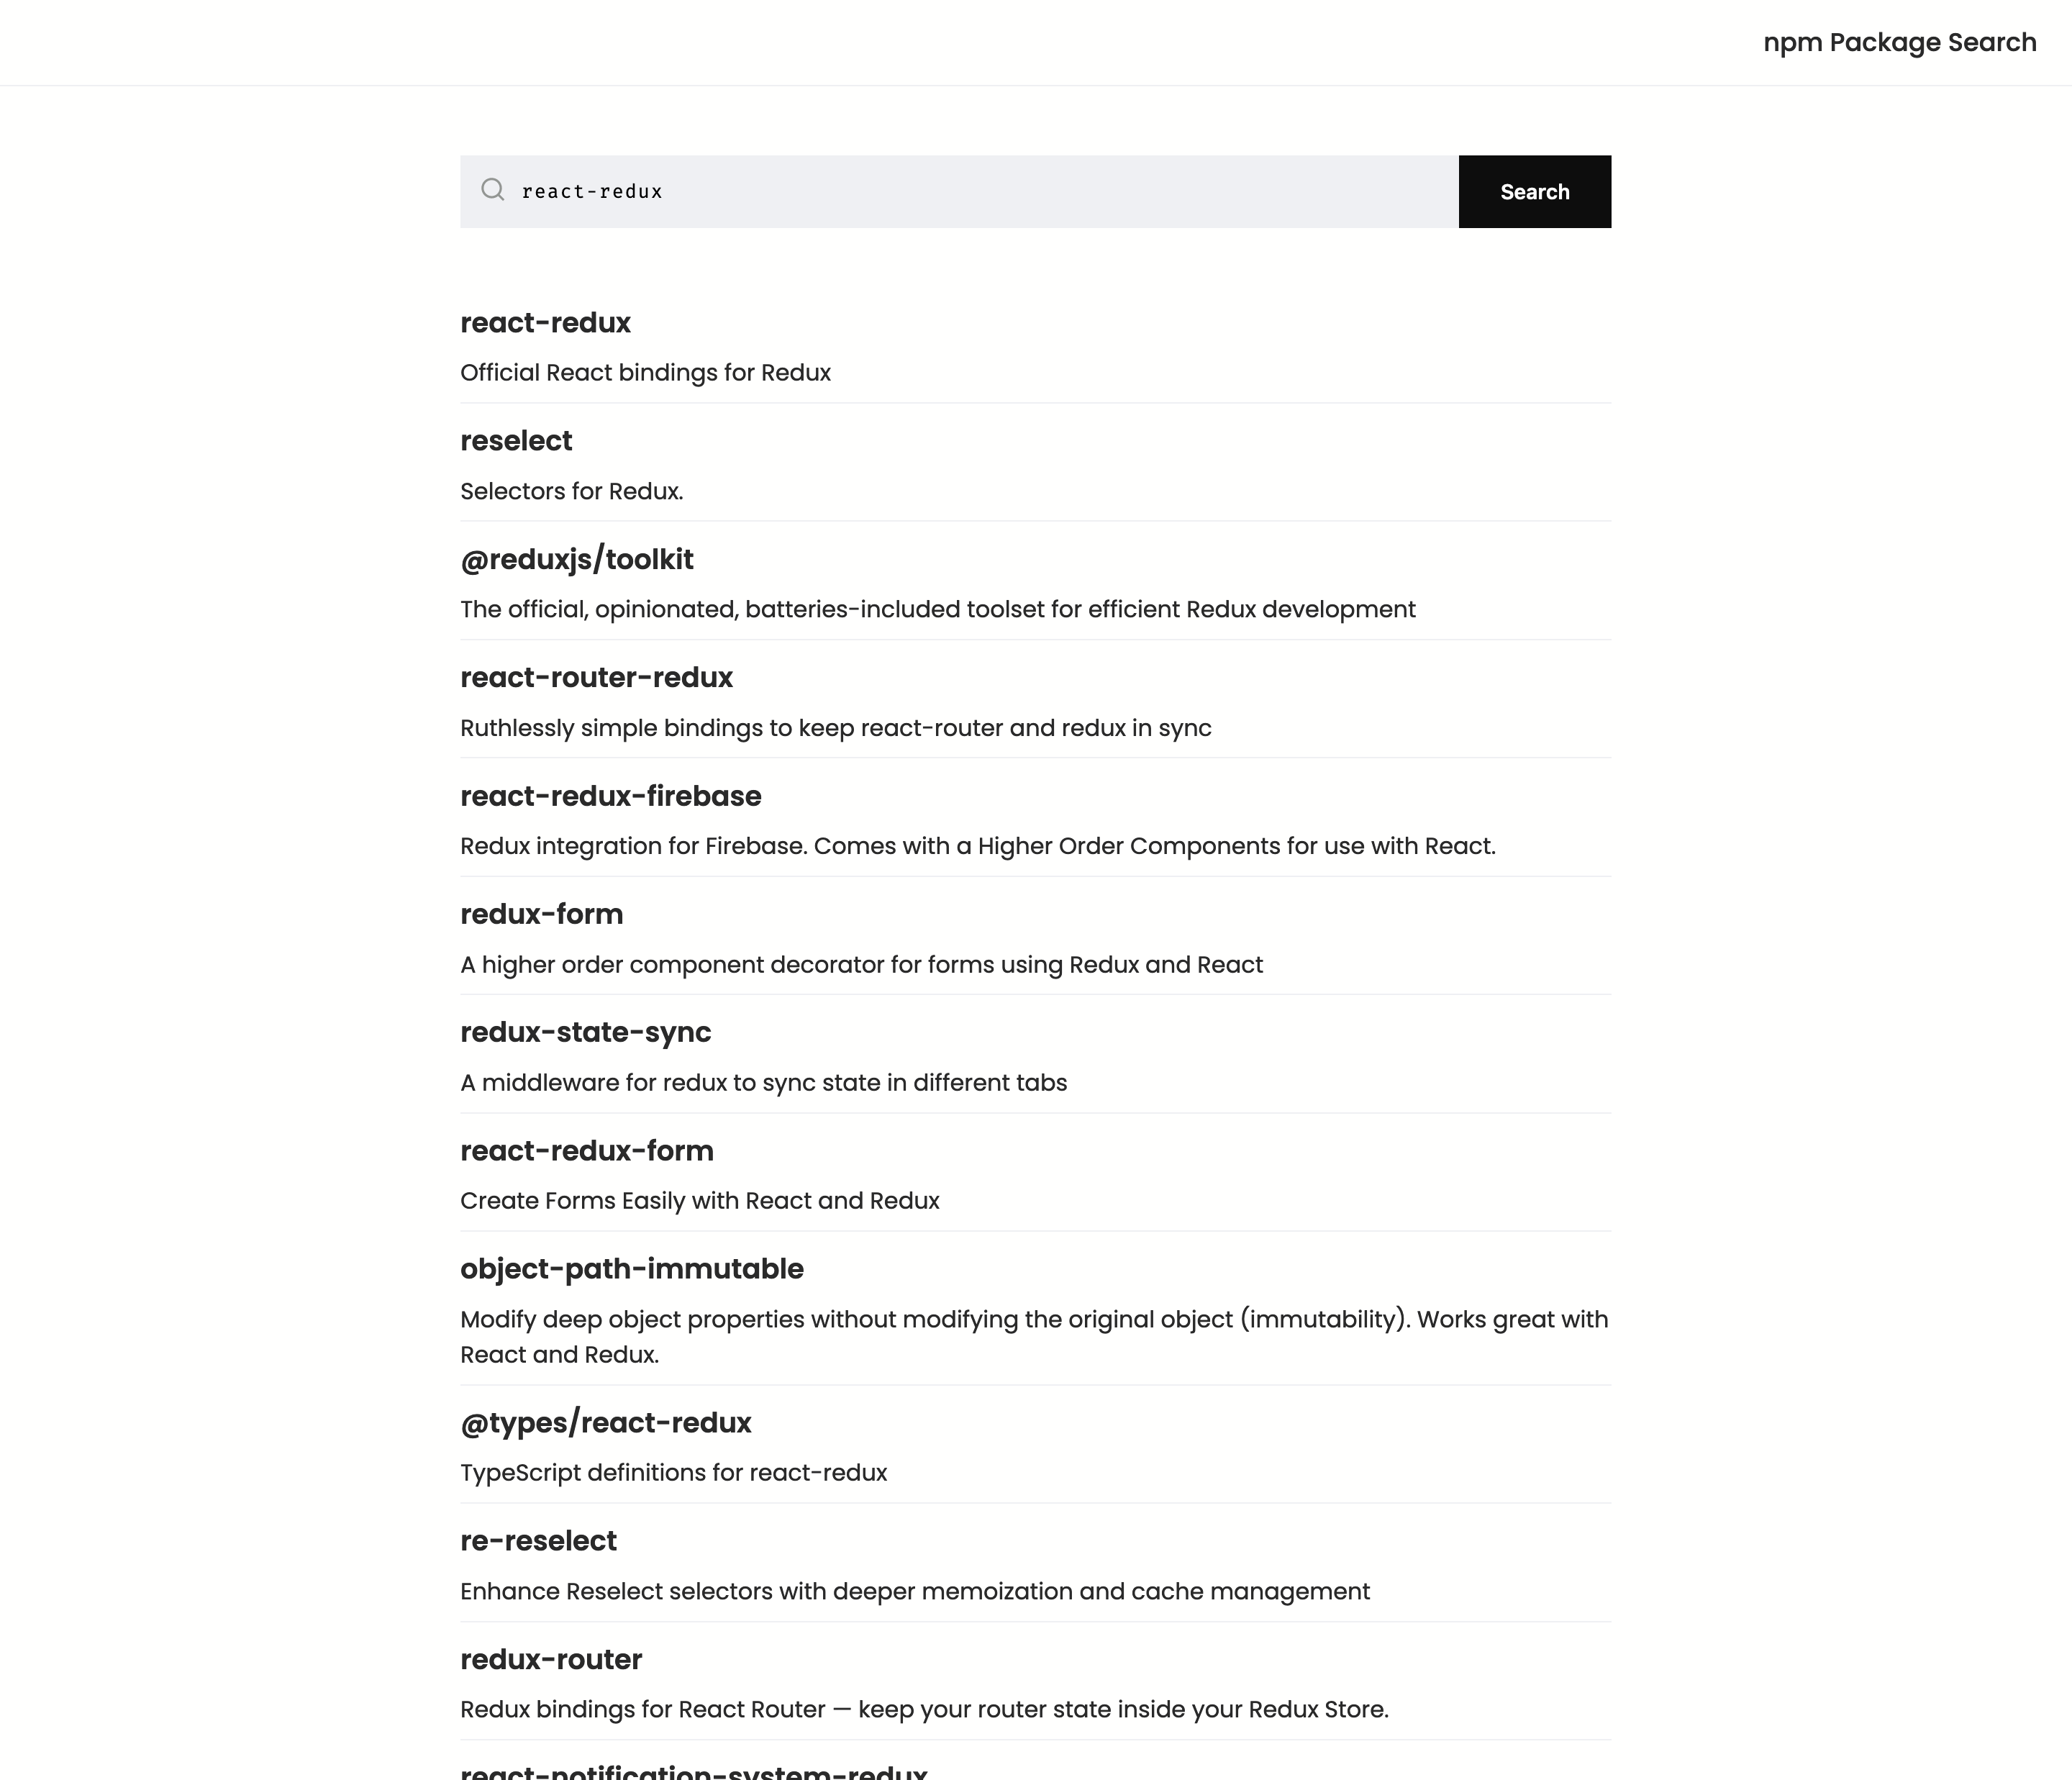 npm Package Search
react-redux
Search
react-redux
Official React bindings for Redux
reselect
Selectors for Redux.
@reduxjs/toolkit
The official, opinionated, batteries-included toolset for efficient Redux development
react-router-redux
Ruthlessly simple bindings to keep react-router and redux in sync
react-redux-firebase
Redux integration for Firebase. Comes with a Higher Order Components for use with React.
redux-form
A higher order component decorator for forms using Redux and React
redux-state-sync
A middleware for redux to sync state in different tabs
react-redux-form
Create Forms Easily with React and Redux
object-path-immutable
Modify deep object properties without modifying the original object (immutability). Works great with
React and Redux.
@types/react-redux
TypeScript definitions for react-redux
re-reselect
Enhance Reselect selectors with deeper memoization and cache management
redux-router
Redux bindings for React Router — keep your router state inside your Redux Store.
react-notification-system-redux